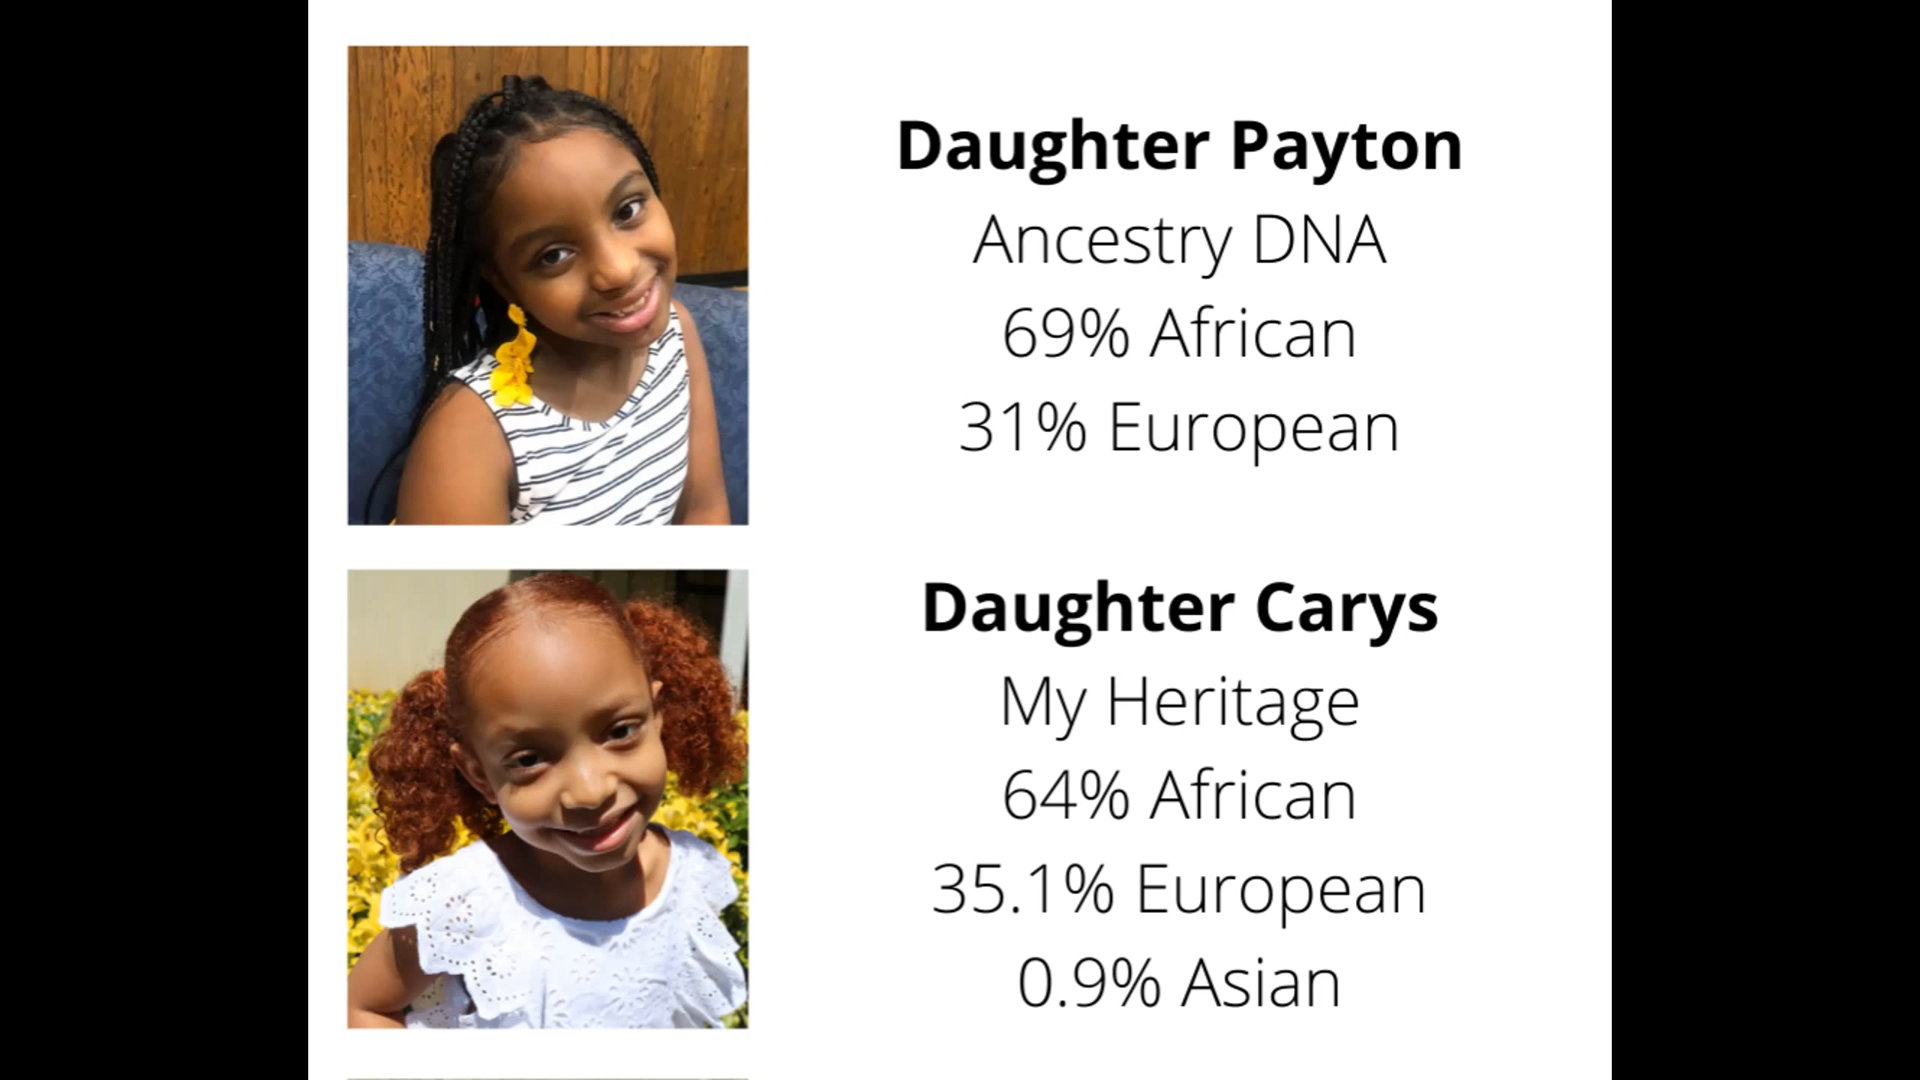 Daughter Payton
Ancestry DNA
69% African
31% European
Daughter Carys
My Heritage
64% African
35.1% European
0.9% Asian